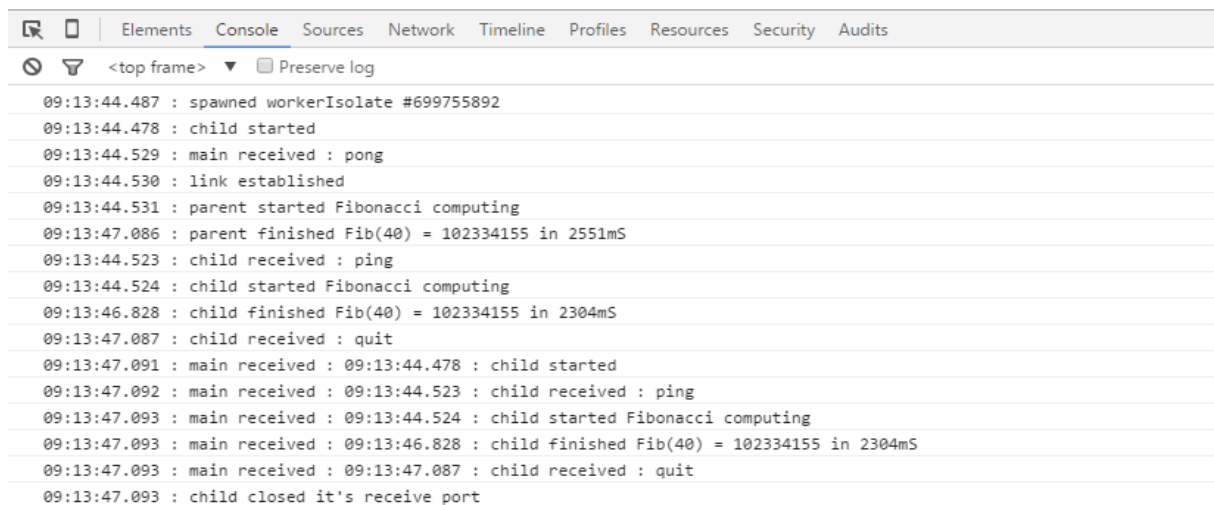 Elements Console Sources Network Timeline Profiles Resources Security Audits
<top frame> ▼ Preserve log
09:13:44.487 : spawned workerIsolate #699755892
09:13:44.478 : child started
09:13:44.529 : main received : pong
09:13:44.530 : link established
09:13:44.531 : parent started Fibonacci computing
09:13:47.086 : parent finished Fib(40) = 102334155 in 2551mS
09:13:44.523 : child received : ping
09:13:44.524 : child started Fibonacci computing
09:13:46.828 : child finished Fib(40) = 102334155 in 2304mS
09:13:47.087 : child received : quit
09:13:47.091 : main received : 09:13:44.478 : child started
09:13:47.092 : main received : 09:13:44.523 : child received : ping
09:13:47.093 : main received : 09:13:44.524 : child started Fibonacci computing
09:13:47.093 : main received : 09:13:46.828 : child finished Fib(40) = 102334155 in 2304mS
09:13:47.093 : main received : 09:13:47.087 : child received : quit
09:13:47.093 : child closed it's receive port